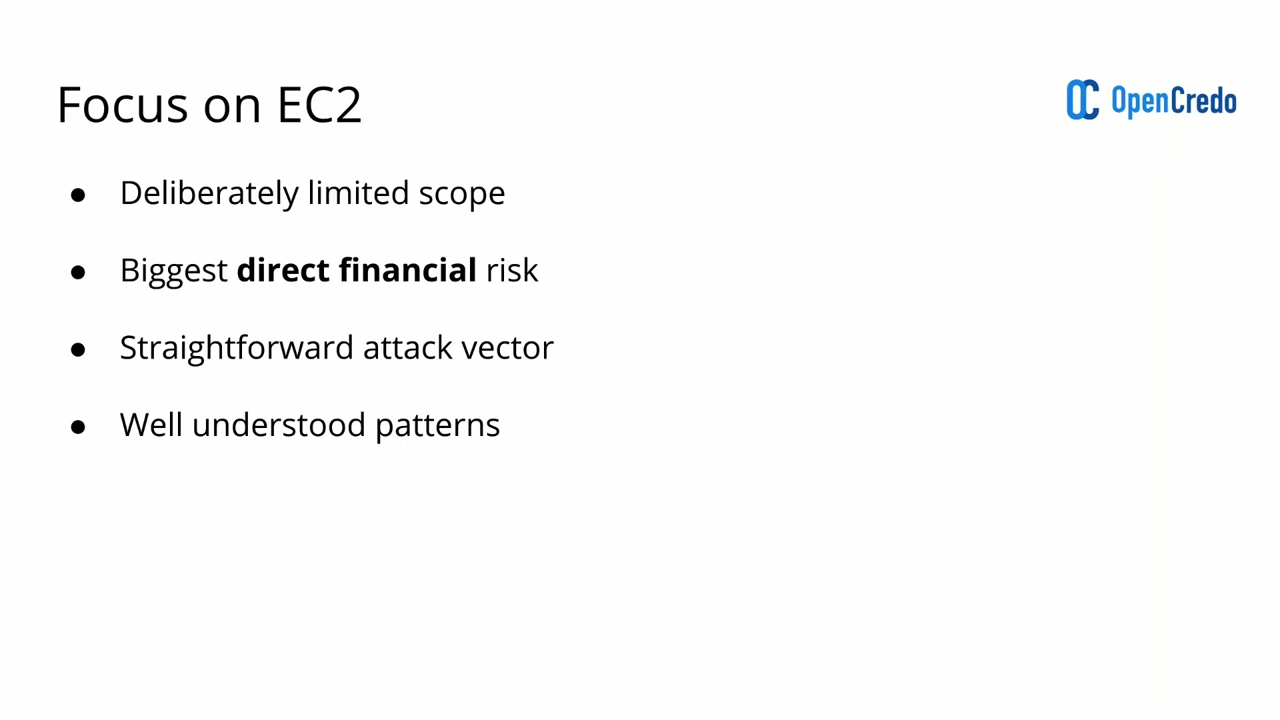 Focus on EC2
OpenCredo
● Deliberately limited scope
● Biggest direct financial risk
● Straightforward attack vector
● Well understood patterns